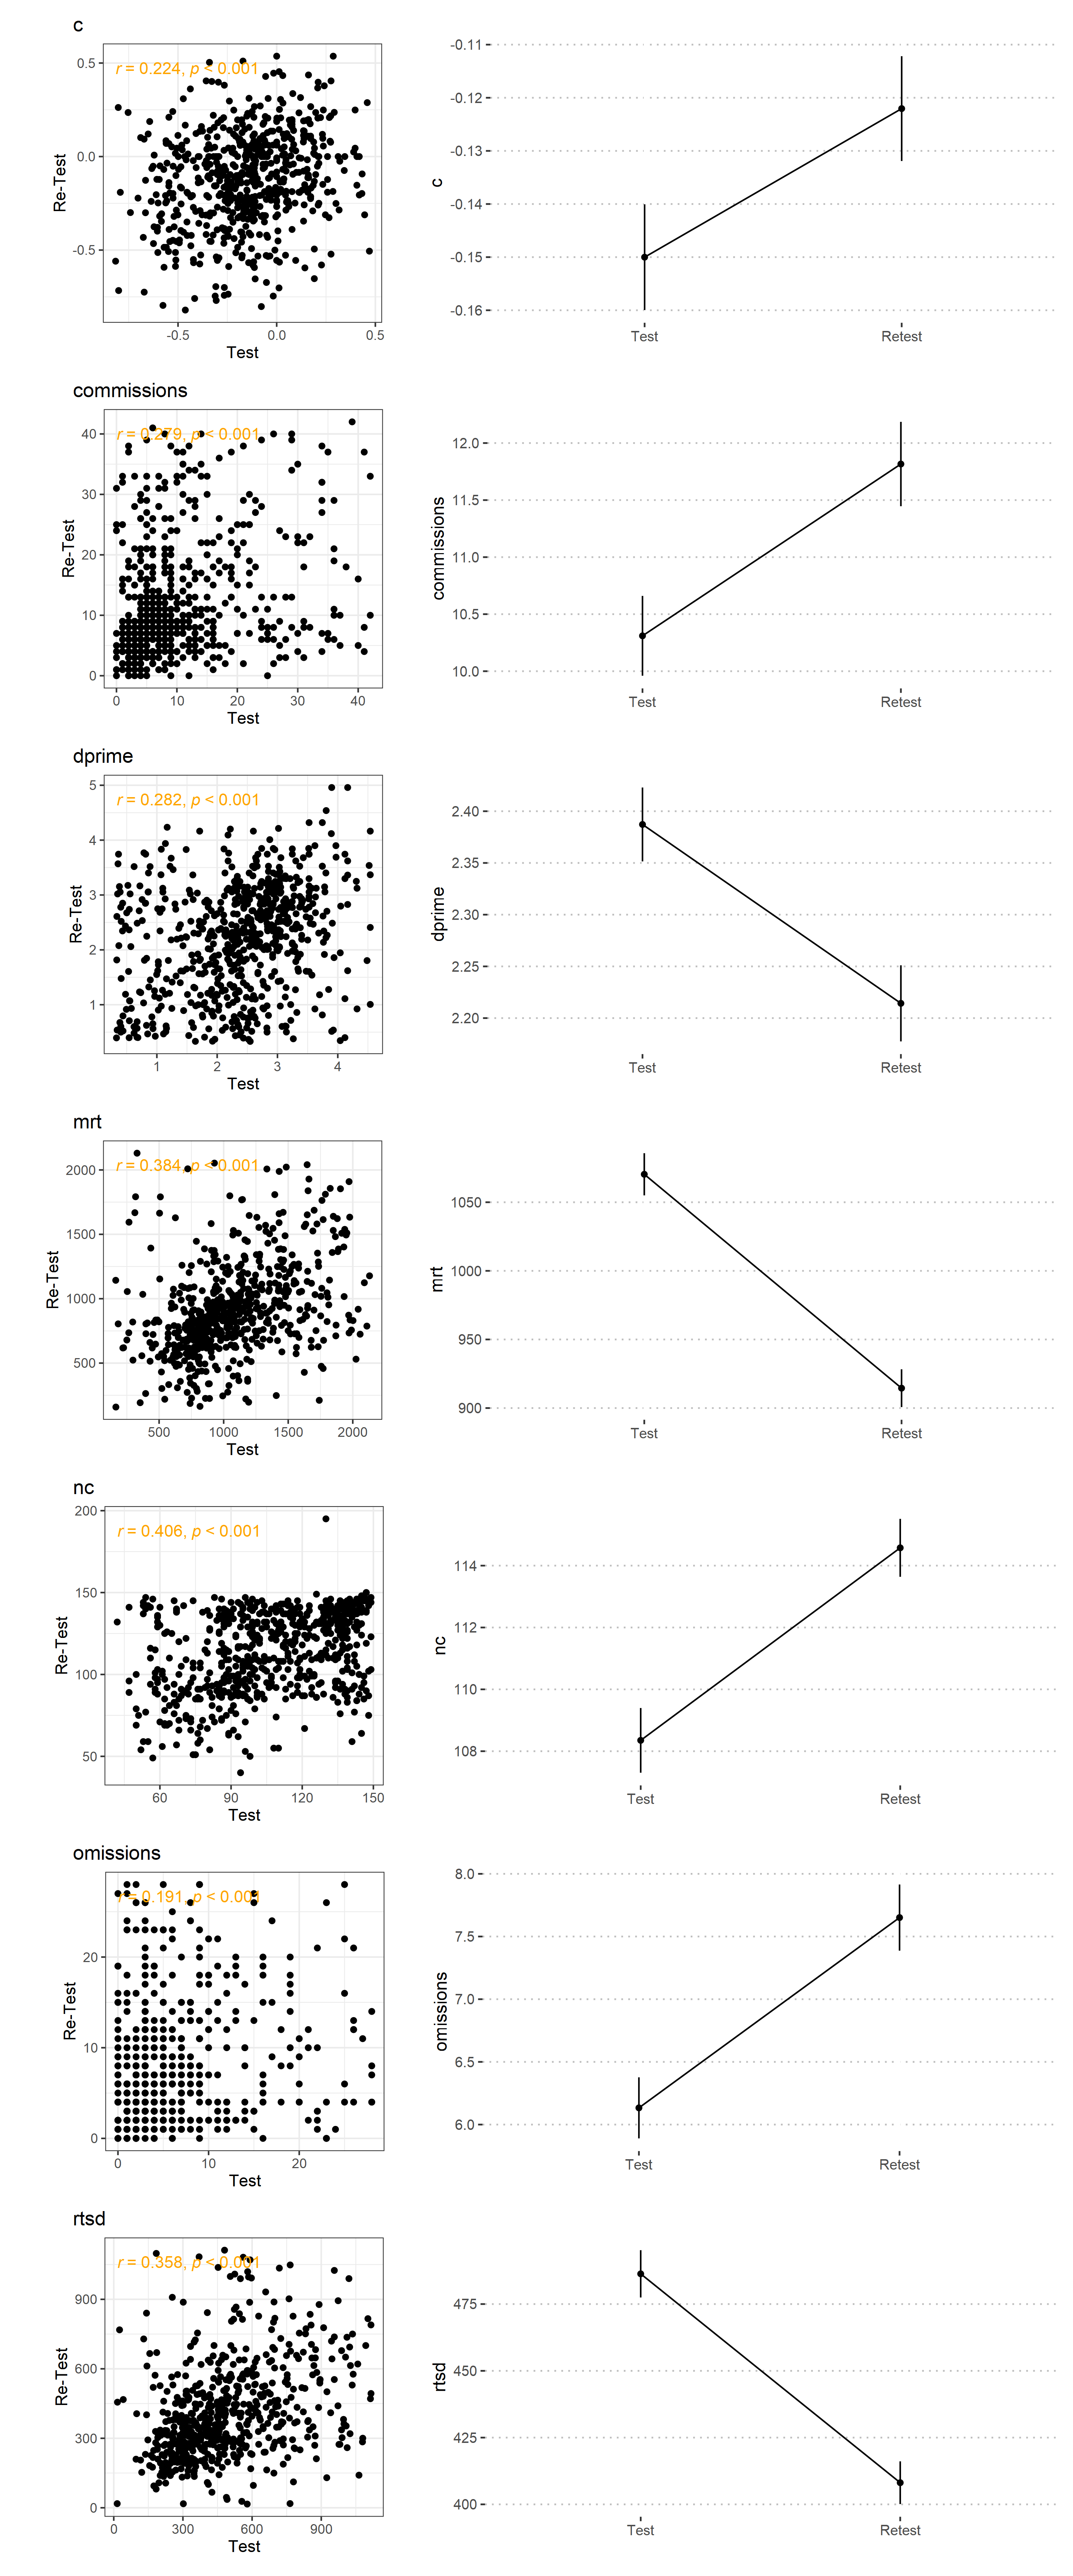 c
r = 0.224, p < 0.001
0.5
0.0
-0.5
Re-Test
-0.5 0.0 0.5
Test
-0.11
-0.12
-0.13
-0.14
-0.15
-0.16
c
Test Retest
commissions
r = 0.279, p < 0.001
40
30
20
10
0
Re-Test
0 10 20 30 40
Test
12.0
11.5
11.0
10.5
10.0
commissions
Test Retest
dprime
r = 0.282, p < 0.001
5
4
3
2
1
Re-Test
1 2 3 4
Test
2.40
2.35
2.30
2.25
2.20
dprime
Test Retest
mrt
r = 0.384, p < 0.001
2000
1500
1000
500
Re-Test
500 1000 1500 2000
Test
1050
1000
950
900
mrt
Test Retest
nc
r = 0.406, p < 0.001
200
150
100
50
Re-Test
60 90 120 150
Test
114
112
110
108
nc
Test Retest
omissions
r = 0.191, p < 0.001
20
10
0
Re-Test
0 10 20
Test
8.0
7.5
7.0
6.5
6.0
omissions
Test Retest
rtsd
r = 0.358, p < 0.001
900
600
300
0
Re-Test
0 300 600 900
Test
475
450
425
400
rtsd
Test Retest